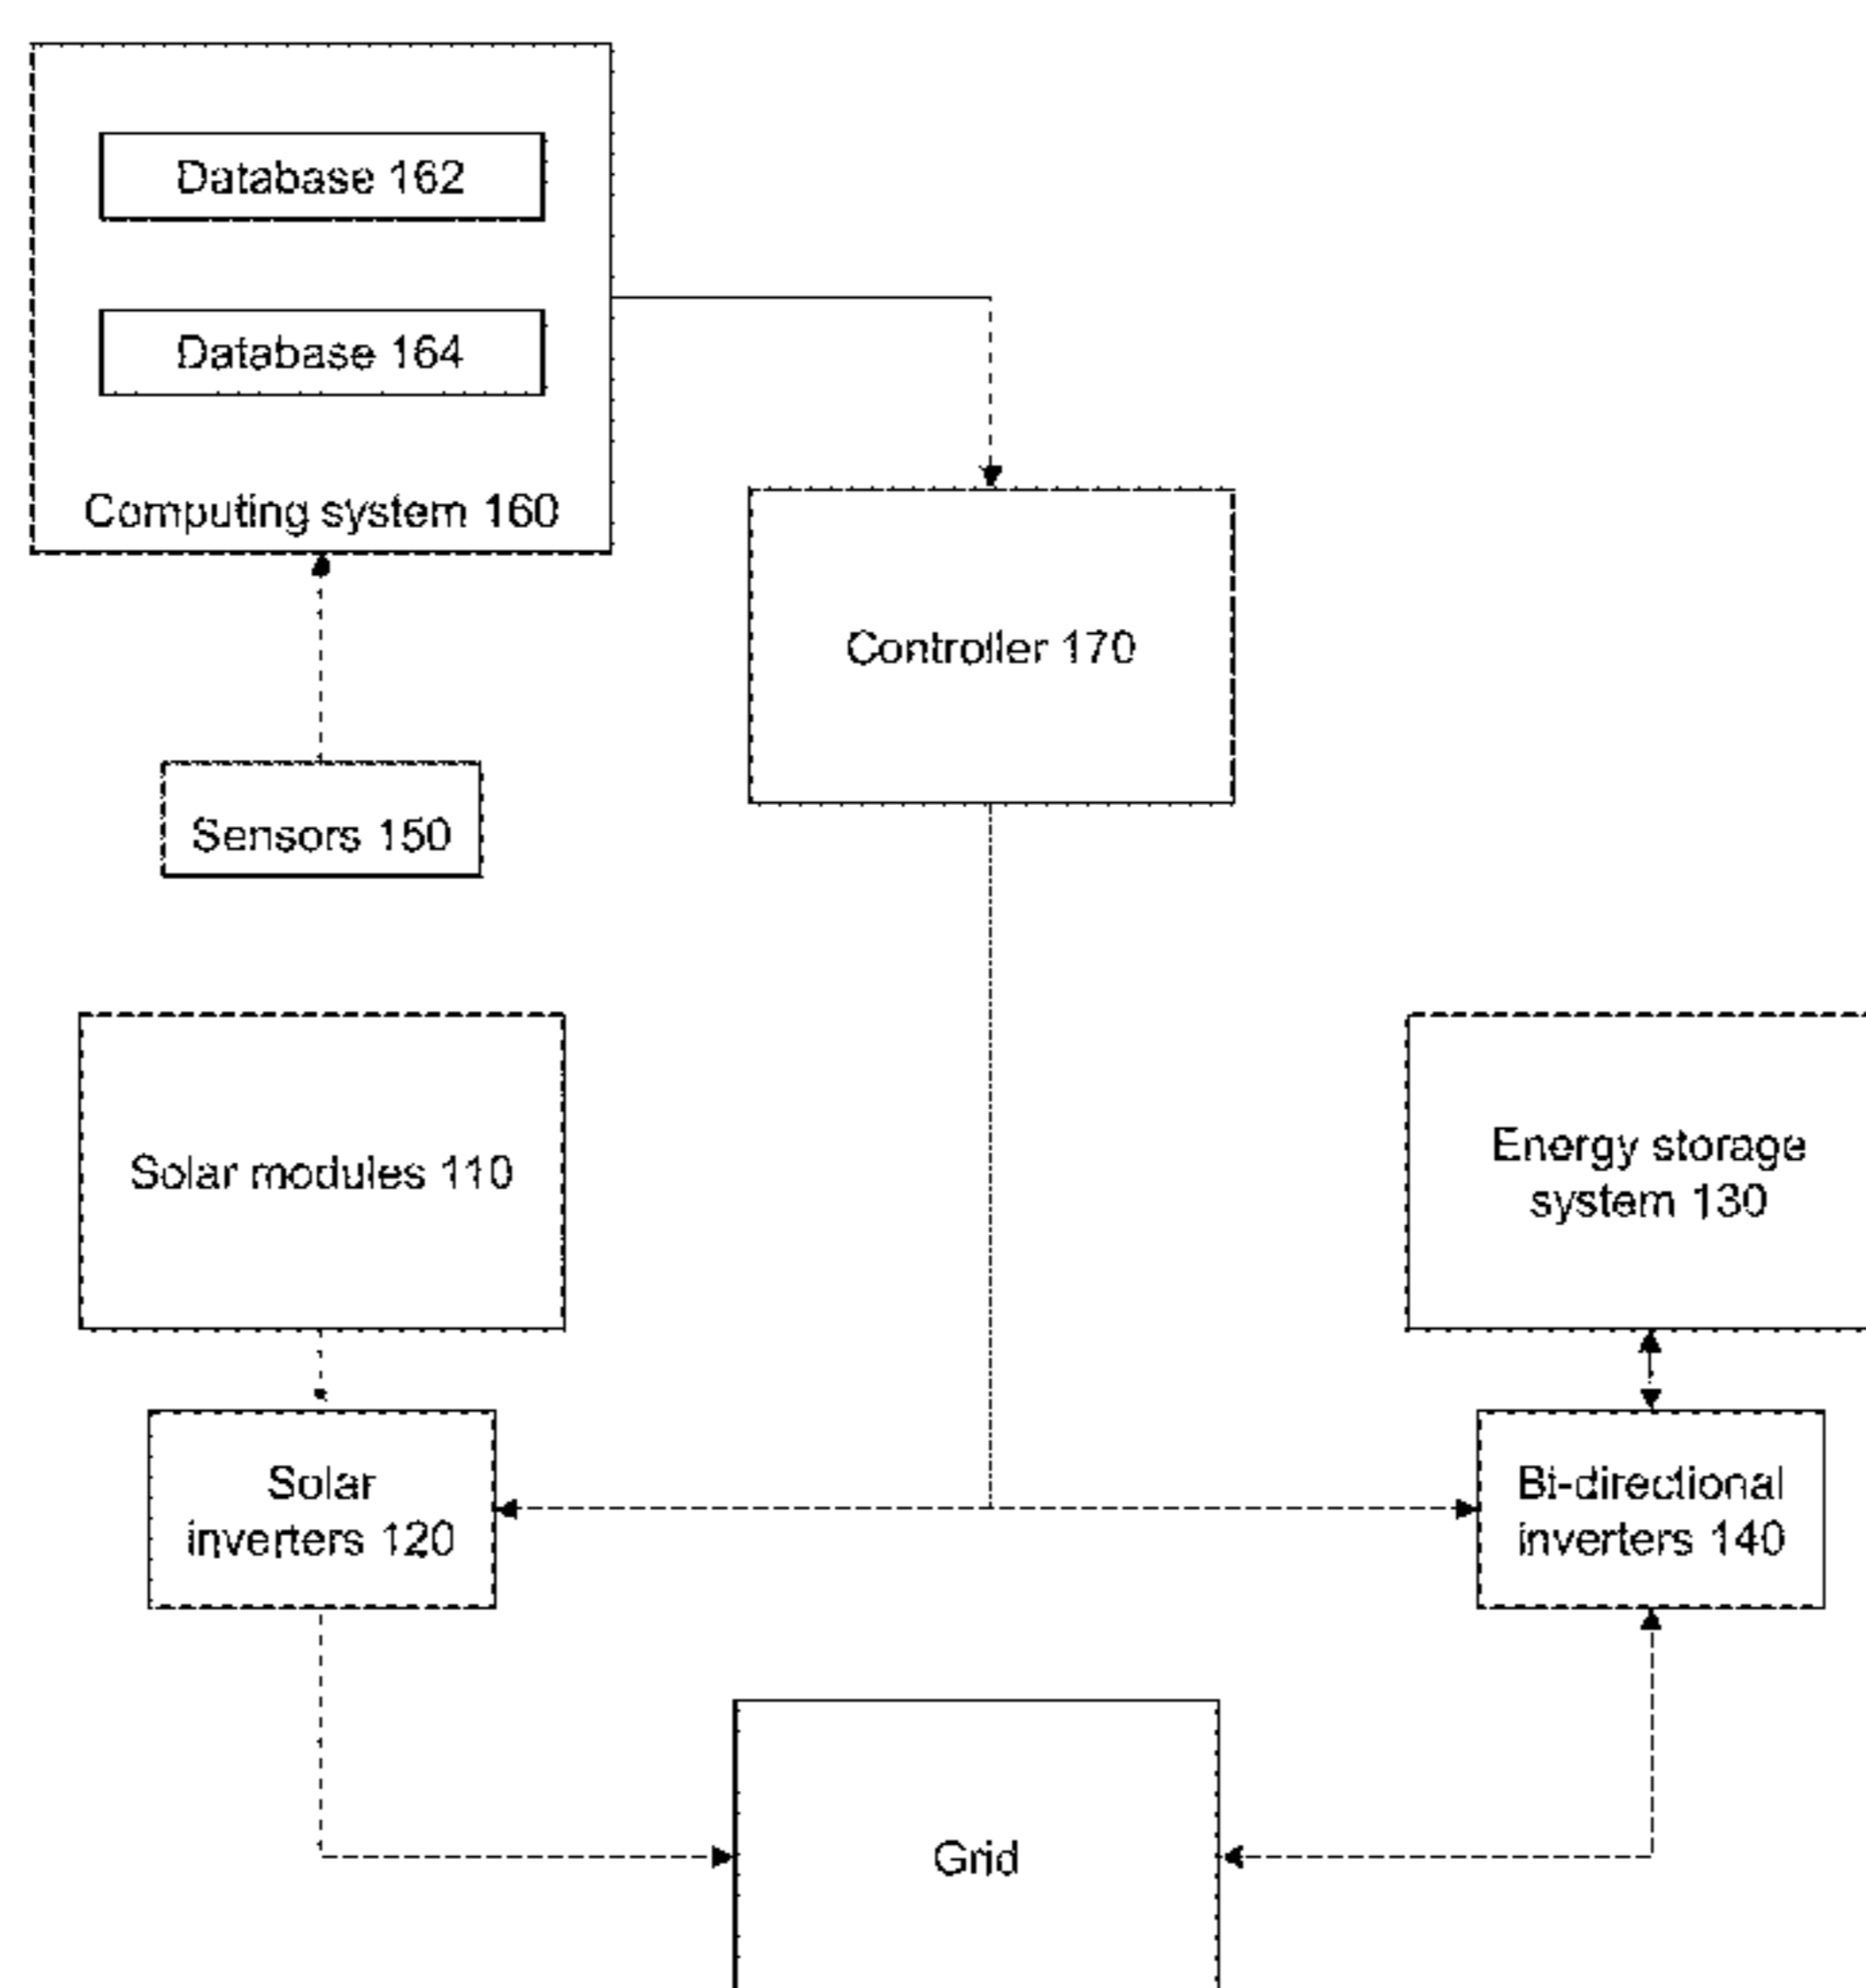 Database 162
Database 164
Computing system 160
Controller 170
Sensors 150
Solar modules 110
Energy storage
system 130
Solar
inverters 120
Bi-directional
inverters 140
Grid